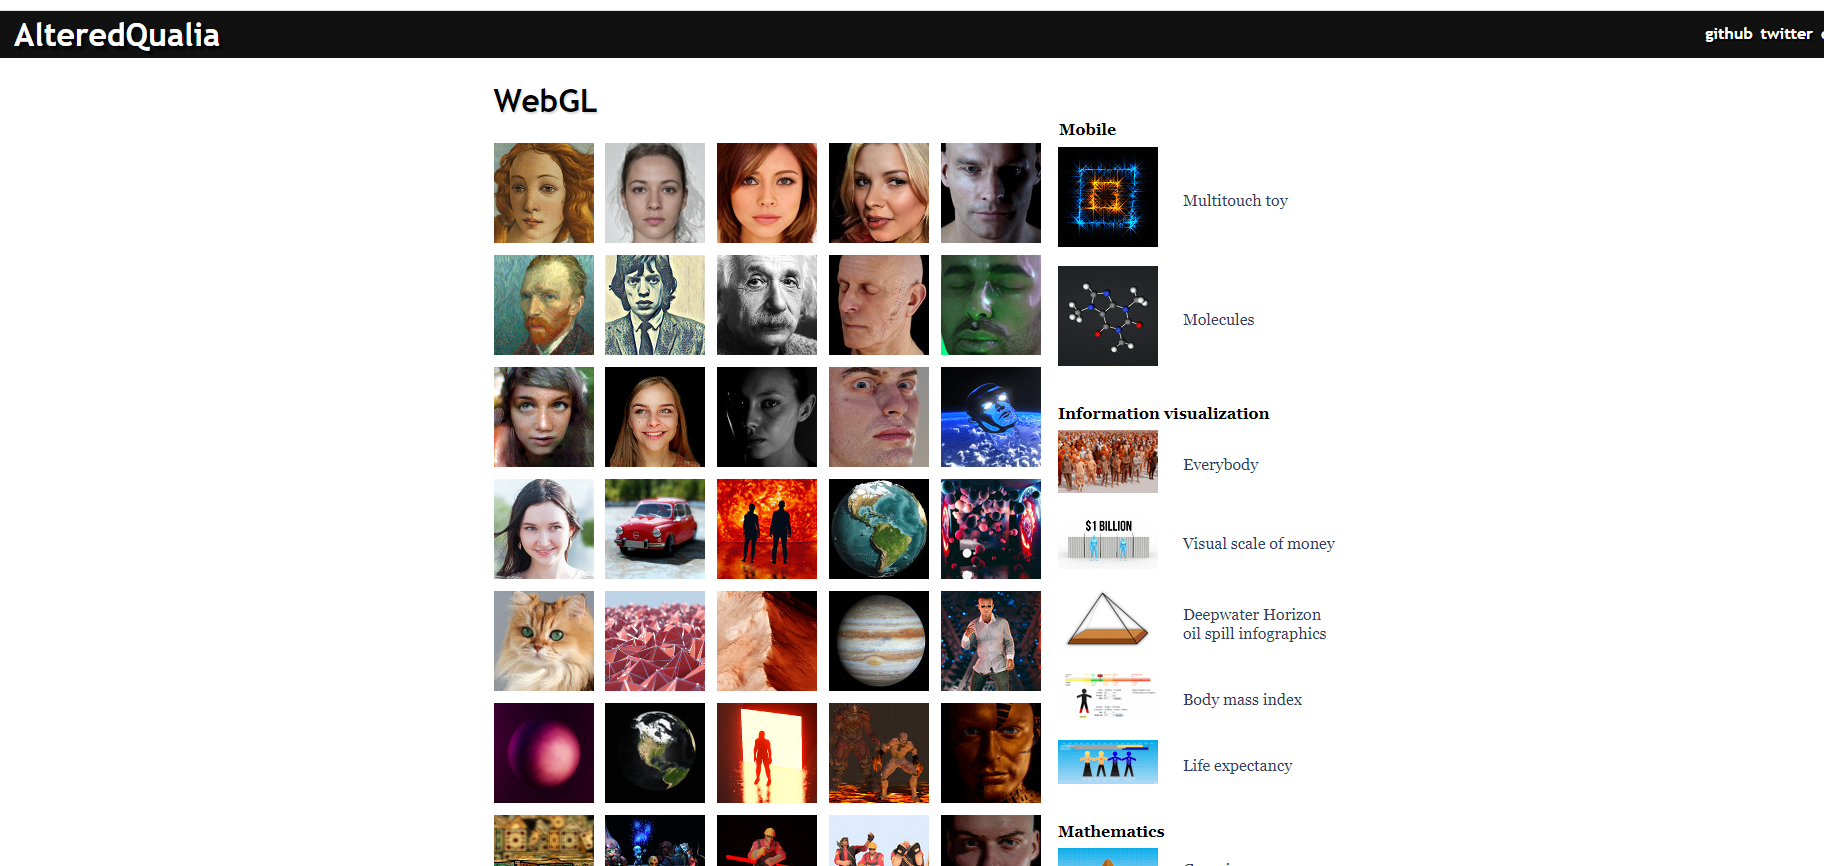 AlteredQualia
github twitter
WebGL
Mobile
Multitouch toy
Molecules
Information visualization
Everybody
$1 BILLION
Visual scale of money
Deepwater Horizon
oil spill infographics
Body mass index
Life expectancy
Mathematics